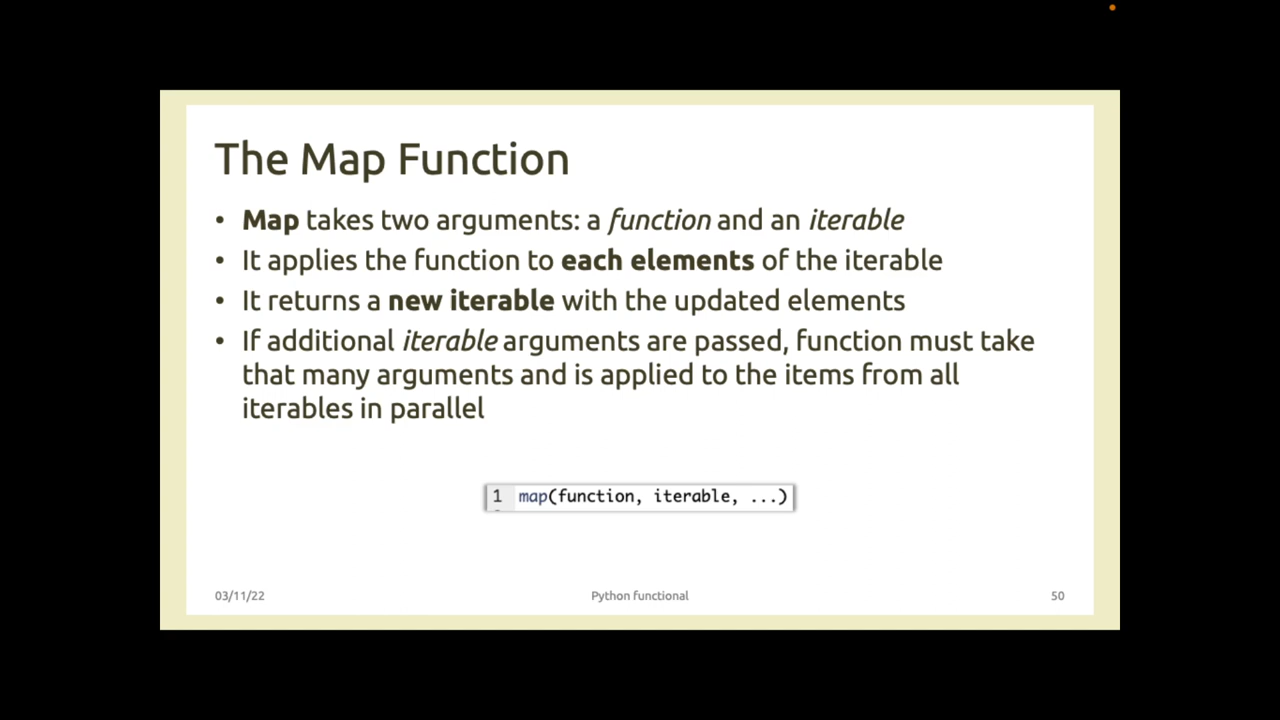 The Map Function
• Map takes two arguments: a function and an iterable
• It applies the function to each elements of the iterable
• It returns a new iterable with the updated elements
• If additional iterable arguments are passed, function must take
that many arguments and is applied to the items from all
iterables in parallel
1 map(function, iterable, ...)
03/11/22 Python functional 50